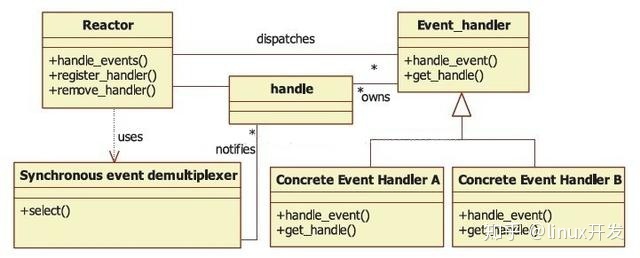 Reactor
+handle_events()
+register_handler()
+remove_handler()
dispatches
Event_handler
+handle_event()
+get_handle()
*
handle
*
owns
uses
*
notifies
Synchronous event demultiplexer
+select()
Concrete Event Handler A
+handle_event()
+get_handle()
Concrete Event Handler B
+handle_event()
+get_handle()
知乎 @linux开发